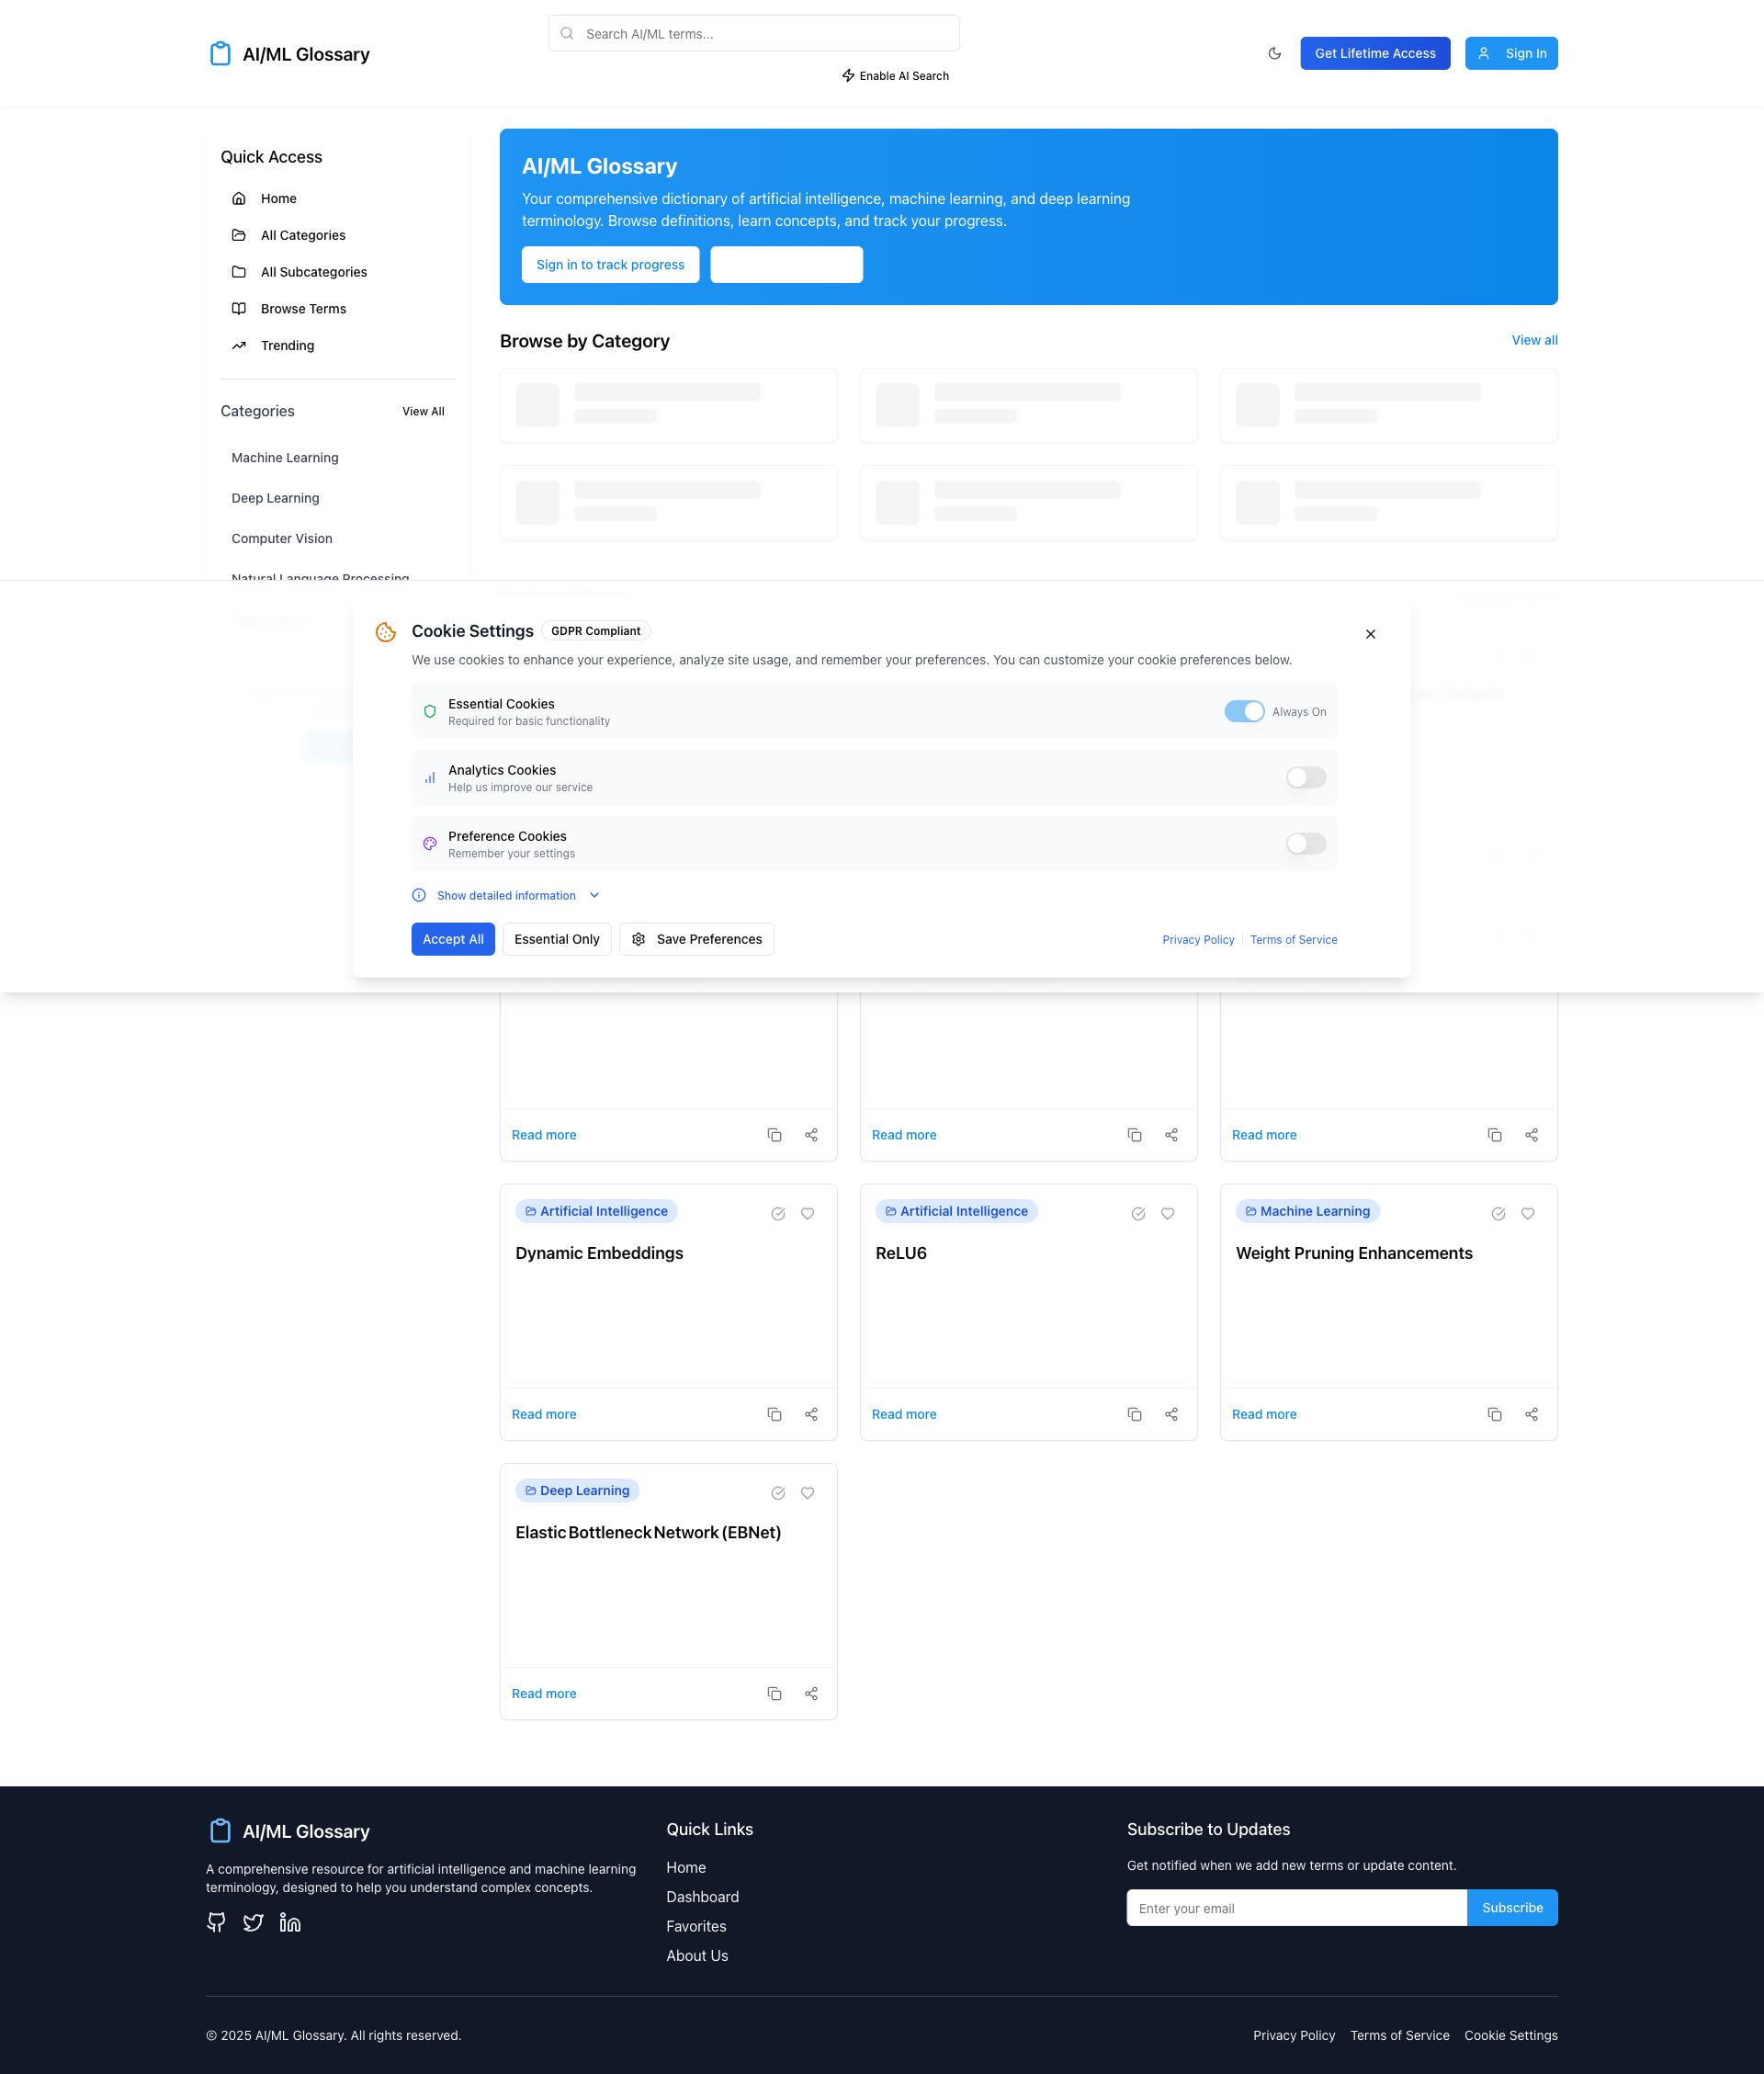 AI/ML Glossary
Search AI/ML terms...
Enable AI Search
Get Lifetime Access
Sign In
Quick Access
Home
All Categories
All Subcategories
Browse Terms
Trending
Categories
View All
Machine Learning
Deep Learning
Computer Vision
Natural Language Processing
AI/ML Glossary
Your comprehensive dictionary of artificial intelligence, machine learning, and deep learning
terminology. Browse definitions, learn concepts, and track your progress.
Sign in to track progress
Browse by Category
View all
Cookie Settings
GDPR Compliant
We use cookies to enhance your experience, analyze site usage, and remember your preferences. You can customize your cookie preferences below.
Essential Cookies
Required for basic functionality
Always On
Analytics Cookies
Help us improve our service
Preference Cookies
Remember your settings
Show detailed information
Accept All
Essential Only
Save Preferences
Privacy Policy
Terms of Service
Read more
Read more
Read more
Artificial Intelligence
Dynamic Embeddings
Read more
Artificial Intelligence
ReLU6
Read more
Machine Learning
Weight Pruning Enhancements
Read more
Deep Learning
Elastic Bottleneck Network (EBNet)
Read more
AI/ML Glossary
A comprehensive resource for artificial intelligence and machine learning
terminology, designed to help you understand complex concepts.
Quick Links
Home
Dashboard
Favorites
About Us
Subscribe to Updates
Get notified when we add new terms or update content.
Enter your email
Subscribe
© 2025 AI/ML Glossary. All rights reserved.
Privacy Policy
Terms of Service
Cookie Settings